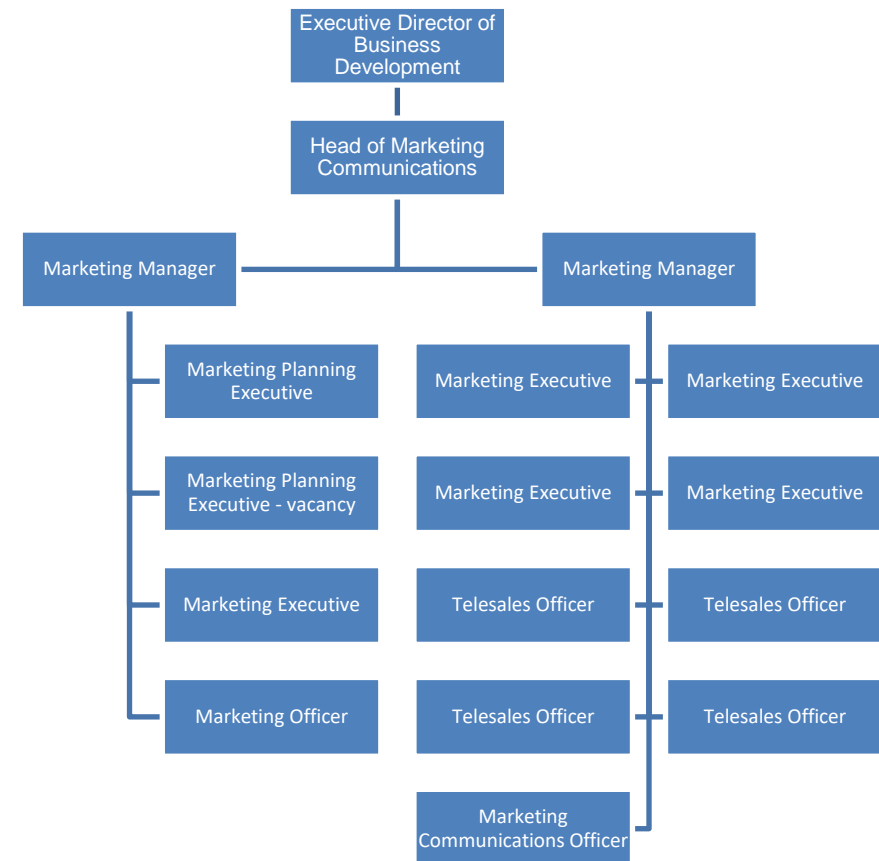 Executive Director of
Business
Development
Head of Marketing
Communications
Marketing Manager
Marketing Manager
Marketing Planning
Executive
Marketing Executive
Marketing Executive
Marketing Planning
Executive - vacancy
Marketing Executive
Marketing Executive
Marketing Executive
Telesales Officer
Telesales Officer
Marketing Officer
Telesales Officer
Telesales Officer
Marketing
Communications Officer